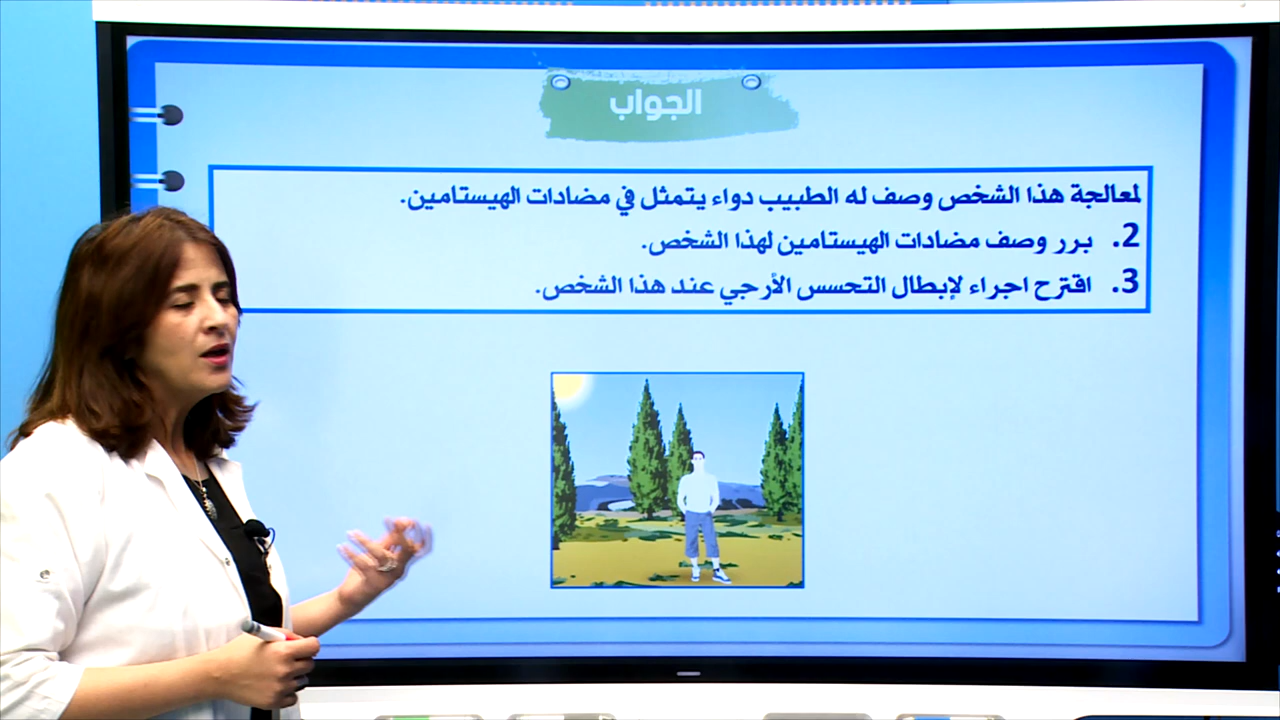 الجواب
لمعالجة هذا الشخص وصف له الطبيب دواء يتمثل في مضادات الهيستامين.
2. برر وصف مضادات الهيستامين لهذا الشخص.
3. اقترح اجراء لإبطال التحسس الأرجي عند هذا الشخص.